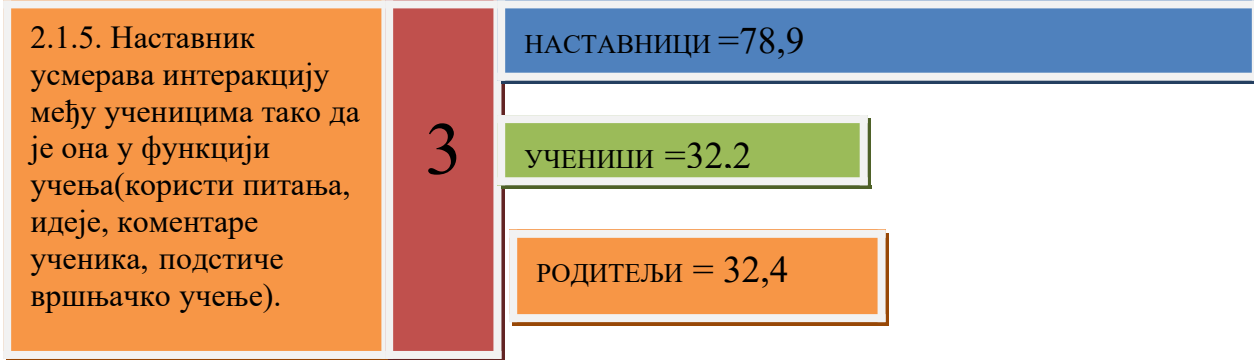 2.1.5. Наставник
усмерава интеракцију
међу ученицима тако да
је она у функцији
учења(користи питања,
идеје, коментаре
ученика, подстиче
вршњачко учење).
3
НАСТАВНИЦИ =78,9
УЧЕНИЦИ =32,2
РОДИТЕЉИ = 32,4